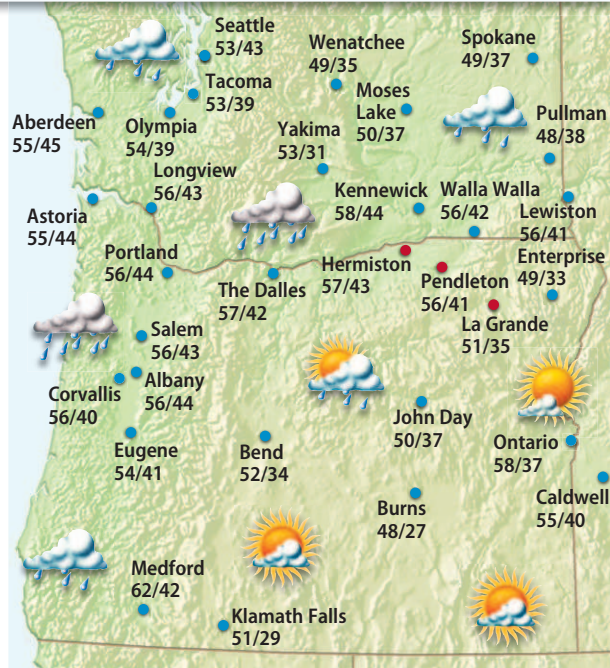 Seattle
53/43
Wenatchee
49/35
Spokane
49/37
Tacoma
53/39
Moses
Lake
50/37
Aberdeen
55/45
Olympia
54/39
Yakima
53/31
Pullman
48/38
Longview
56/43
Kennewick
58/44
Walla Walla
56/42
Lewiston
56/41
Astoria
55/44
Portland
56/44
The Dalles
57/42
Hermiston
57/43
Pendleton
56/41
Enterprise
49/33
La Grande
51/35
Salem
56/43
Corvallis
56/40
Albany
56/44
John Day
50/37
Eugene
54/41
Bend
52/34
Ontario
58/37
Burns
48/27
Caldwell
55/40
Medford
62/42
Klamath Falls
51/29